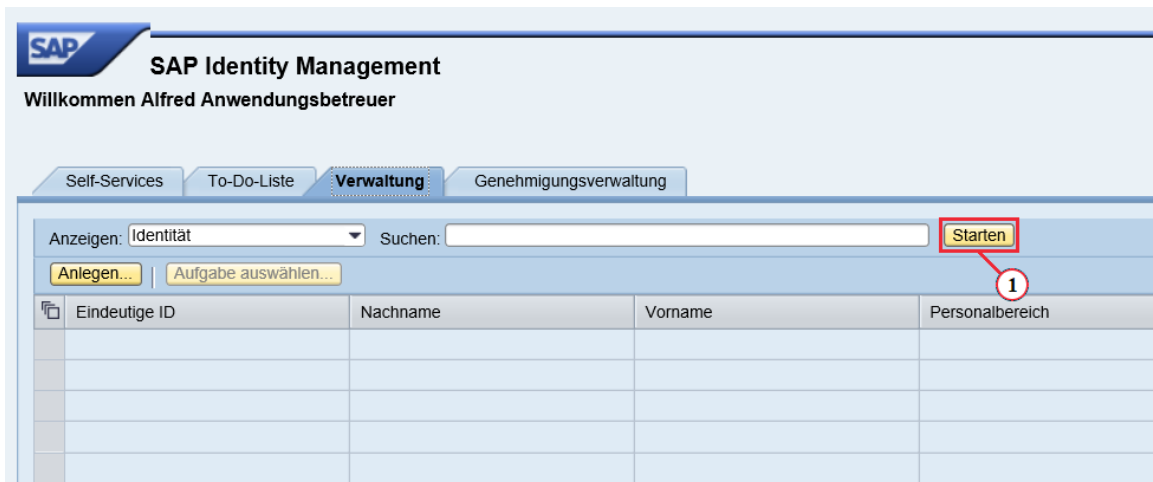 SAP
SAP Identity Management
Willkommen Alfred Anwendungsbetreuer
Self-Services To-Do-Liste Verwaltung Genehmigungsverwaltung
Anzeigen: Identität Suchen: Starten
Anlegen... Aufgabe auswählen...
1
Eindeutige ID Nachname Vorname Personalbereich